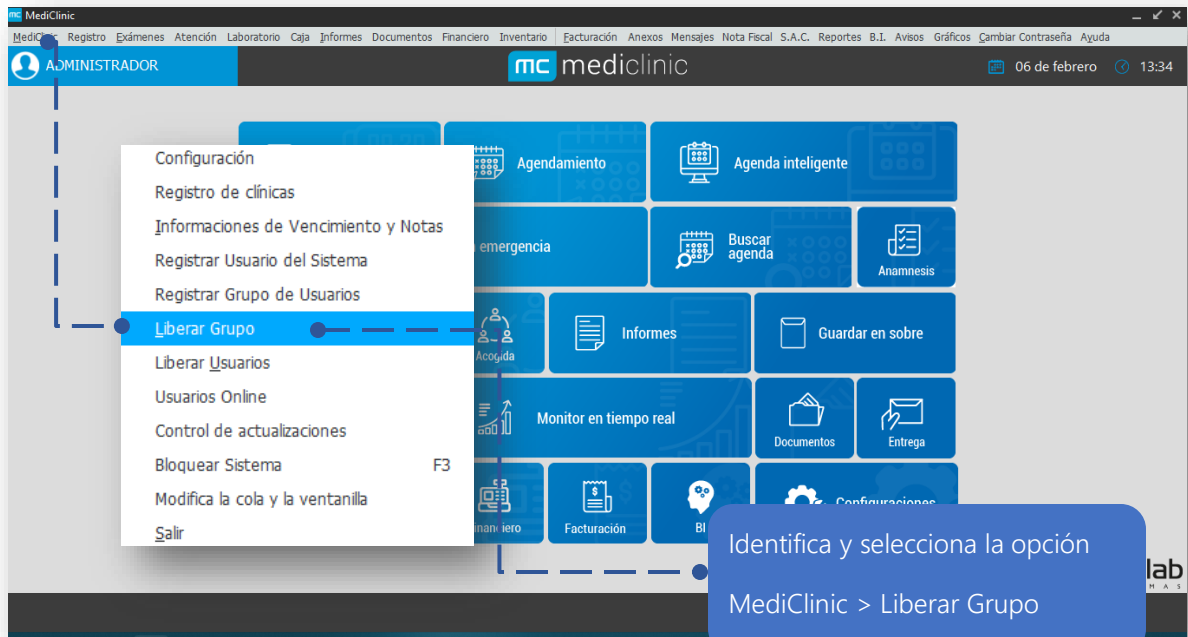 mc MediClinic
MediClinic Registro Exámenes Atención Laboratorio Caja Informes Documentos Financiero Inventario Facturación Anexos Mensajes Nota Fiscal S.A.C. Reportes B.I. Avisos Gráficos Cambiar Contraseña Ayuda
ADMINISTRADOR
mc mediclinic
06 de febrero 13:34
Agendamiento
Agenda inteligente
Configuración
Registro de clínicas
Informaciones de Vencimiento y Notas
Registrar Usuario del Sistema
Registrar Grupo de Usuarios
Liberar Grupo
Liberar Usuarios
Usuarios Online
Control de actualizaciones
Bloquear Sistema F3
Modifica la cola y la ventanilla
Salir
emergencia
Buscar
agenda
Anamnesis
Acogida
Informes
Guardar en sobre
Monitor en tiempo real
Documentos
Entrega
Financiero
Facturación
BI
Configuraciones
Identifica y selecciona la opción
MediClinic > Liberar Grupo
lab
M A S